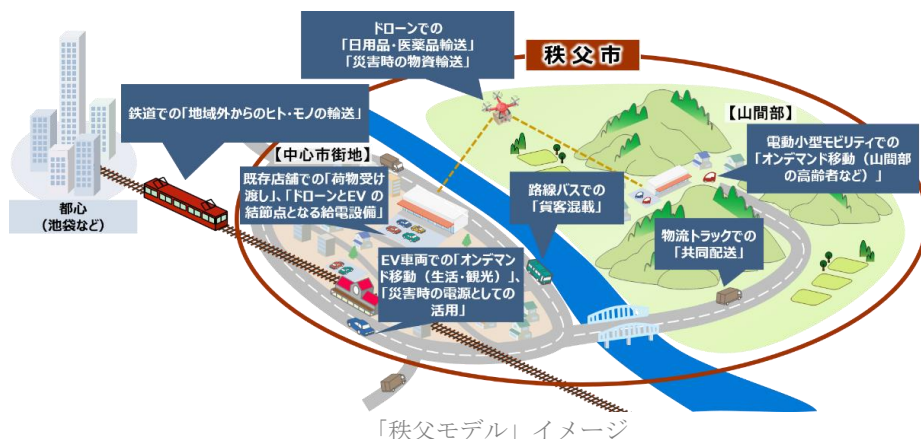 ドローンでの
「日用品・医薬品輸送」
「災害時の物資輸送」
秩父市
鉄道での「地域外からのヒト・モノの輸送」
【山間部】
電動小型モビリティでの
「オンデマンド移動（山間部
の高齢者など）」
【中心市街地】
既存店舗での「荷物受け
渡し」、「ドローンとEV の
結節点となる給電設備」
路線バスでの
「貨客混載」
都心
（池袋など）
物流トラックでの
「共同配送」
EV車両での「オンデマン
ド移動（生活・観光）」、
「災害時の電源としての
活用」
「秩父モデル」イメージ